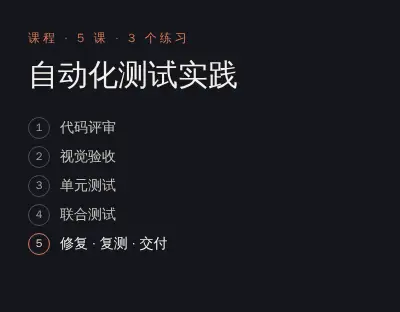 课程 · 5 课 · 3 个练习
自动化测试实践
1 代码评审
2 视觉验收
3 单元测试
4 联合测试
5 修复 · 复测 · 交付